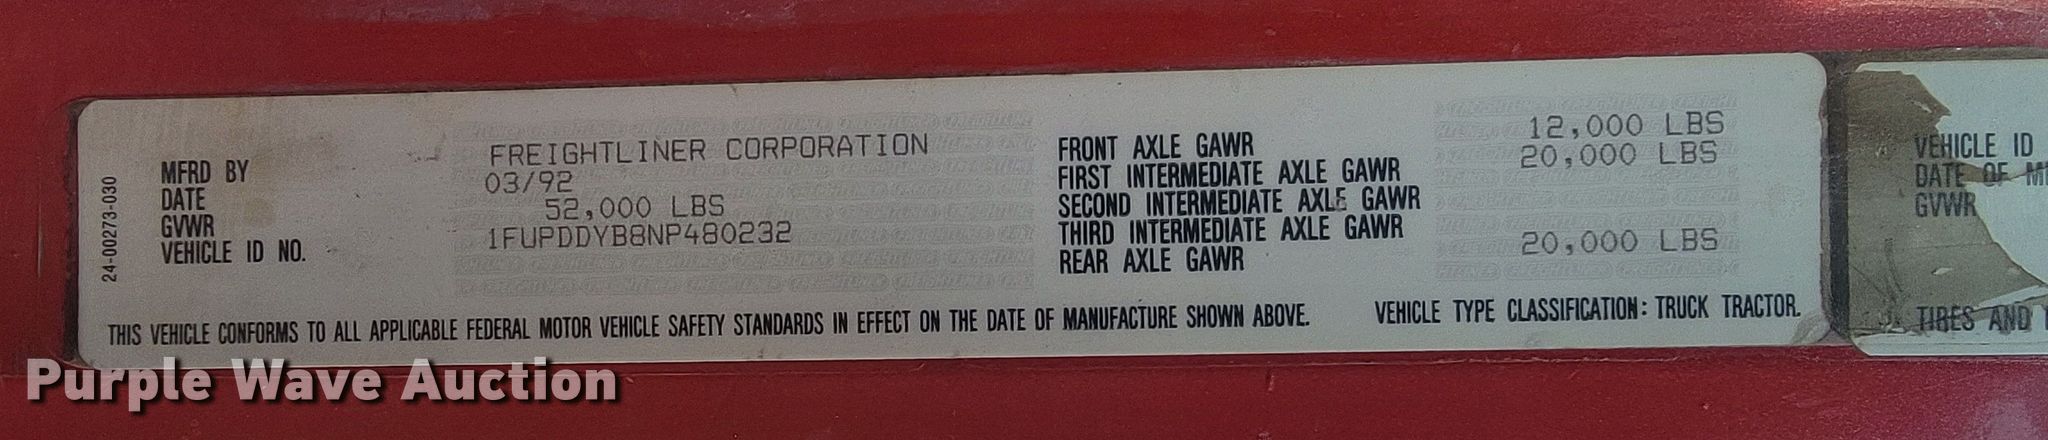 24-00273-030
MFRD BY FREIGHTLINER CORPORATION
DATE 03/92
GVWR 52,000 LBS
VEHICLE ID NO. 1FUPDDYB8NP480232
FRONT AXLE GAWR 12,000 LBS
FIRST INTERMEDIATE AXLE GAWR 20,000 LBS
SECOND INTERMEDIATE AXLE GAWR
THIRD INTERMEDIATE AXLE GAWR 20,000 LBS
REAR AXLE GAWR
THIS VEHICLE CONFORMS TO ALL APPLICABLE FEDERAL MOTOR VEHICLE SAFETY STANDARDS IN EFFECT ON THE DATE OF MANUFACTURE SHOWN ABOVE. VEHICLE TYPE CLASSIFICATION: TRUCK TRACTOR.
VEHICLE ID
DATE OF M
GVWR
TIRES AND
Purple Wave Auction